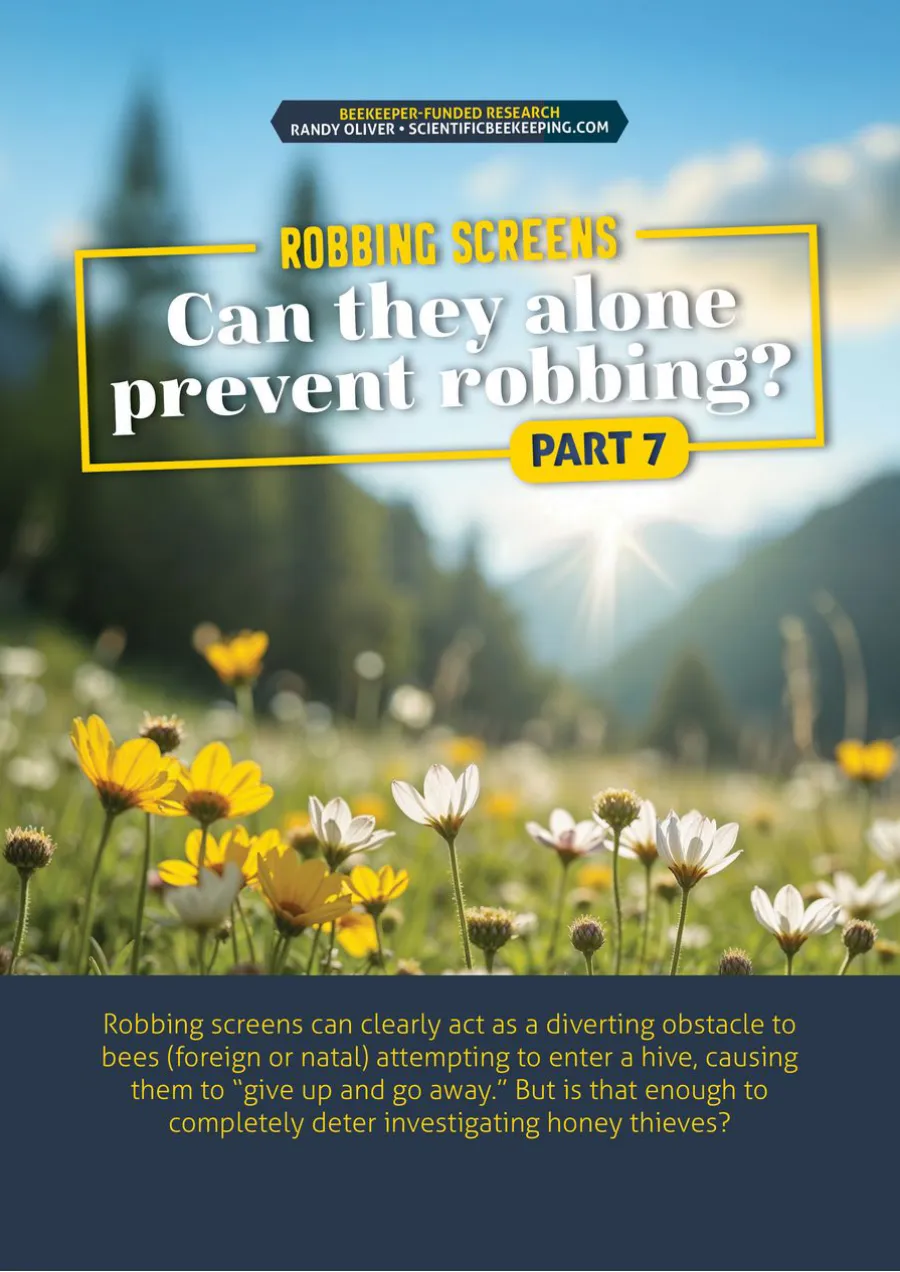 BEEKEEPER-FUNDED RESEARCH
RANDY OLIVER • SCIENTIFICBEEKEEPING.COM
ROBBING SCREENS
Can they alone
prevent robbing?
PART 7
Robbing screens can clearly act as a diverting obstacle to
bees (foreign or natal) attempting to enter a hive, causing
them to “give up and go away.” But is that enough to
completely deter investigating honey thieves?